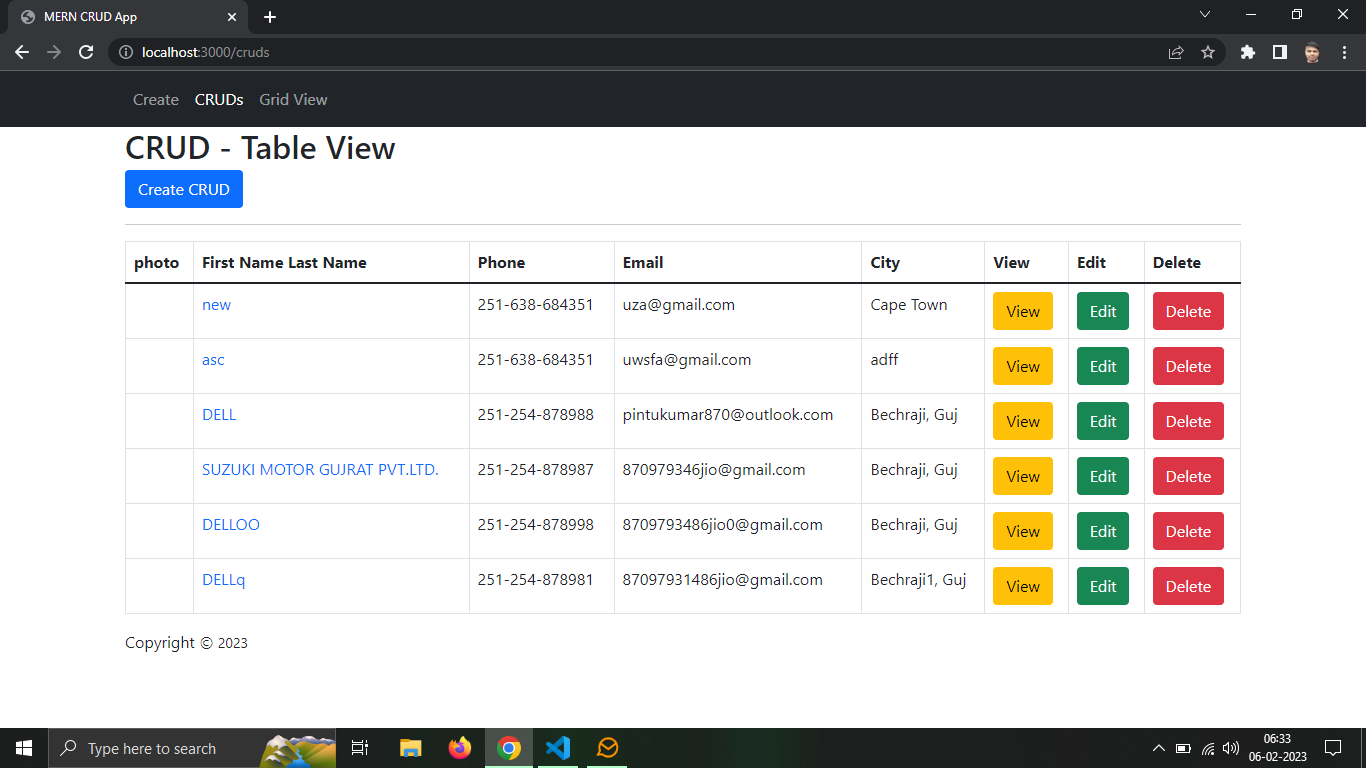 MERN CRUD App
localhost:3000/cruds
Create CRUDs Grid View
CRUD - Table View
Create CRUD
photo First Name Last Name Phone Email City View Edit Delete
new 251-638-684351 uza@gmail.com Cape Town View Edit Delete
asc 251-638-684351 uwsfa@gmail.com adff View Edit Delete
DELL 251-254-878988 pintukumar870@outlook.com Bechraji, Guj View Edit Delete
SUZUKI MOTOR GUJRAT PVT.LTD. 251-254-878987 870979346jio@gmail.com Bechraji, Guj View Edit Delete
DELLOO 251-254-878998 8709793486jio0@gmail.com Bechraji, Guj View Edit Delete
DELLq 251-254-878981 87097931486jio@gmail.com Bechraji1, Guj View Edit Delete
Copyright © 2023
Type here to search
06:33
06-02-2023